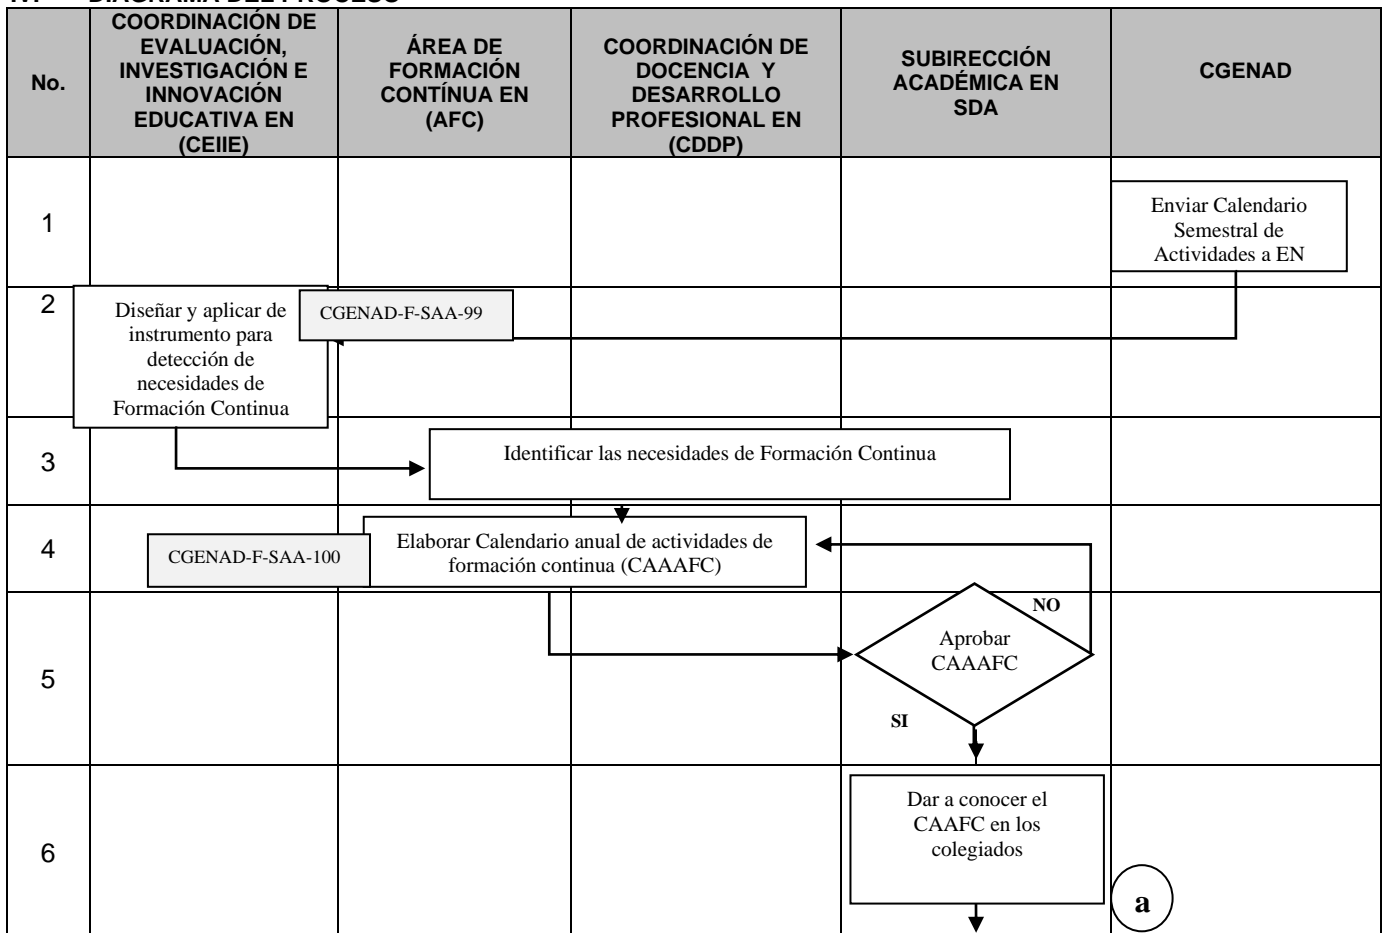 No.
COORDINACIÓN DE
EVALUACIÓN,
INVESTIGACIÓN E
INNOVACIÓN
EDUCATIVA EN
(CEIIE)
ÁREA DE
FORMACIÓN
CONTÍNUA EN
(AFC)
COORDINACIÓN DE
DOCENCIA Y
DESARROLLO
PROFESIONAL EN
(CDDP)
SUBIRECCIÓN
ACADÉMICA EN
SDA
CGENAD
1
Enviar Calendario
Semestral de
Actividades a EN
2
Diseñar y aplicar de
instrumento para
detección de
necesidades de
Formación Continua
CGENAD-F-SAA-99
3
Identificar las necesidades de Formación Continua
4
CGENAD-F-SAA-100
Elaborar Calendario anual de actividades de
formación continua (CAAAFC)
5
Aprobar
CAAAFC
NO
SI
6
Dar a conocer el
CAAFC en los
colegiados
a